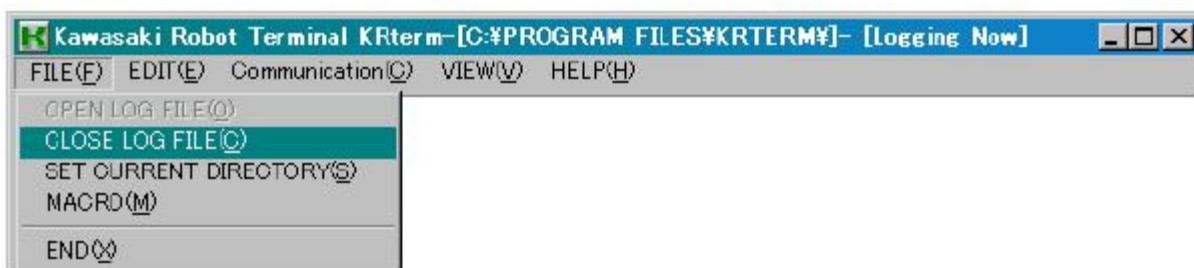 Kawasaki Robot Terminal KRterm-[C:¥PROGRAM FILES¥KRTERM¥]- [Logging Now]
FILE(F) EDIT(E) Communication(C) VIEW(V) HELP(H)
OPEN LOG FILE(O)
CLOSE LOG FILE(C)
SET CURRENT DIRECTORY(S)
MACRO(M)
END(X)